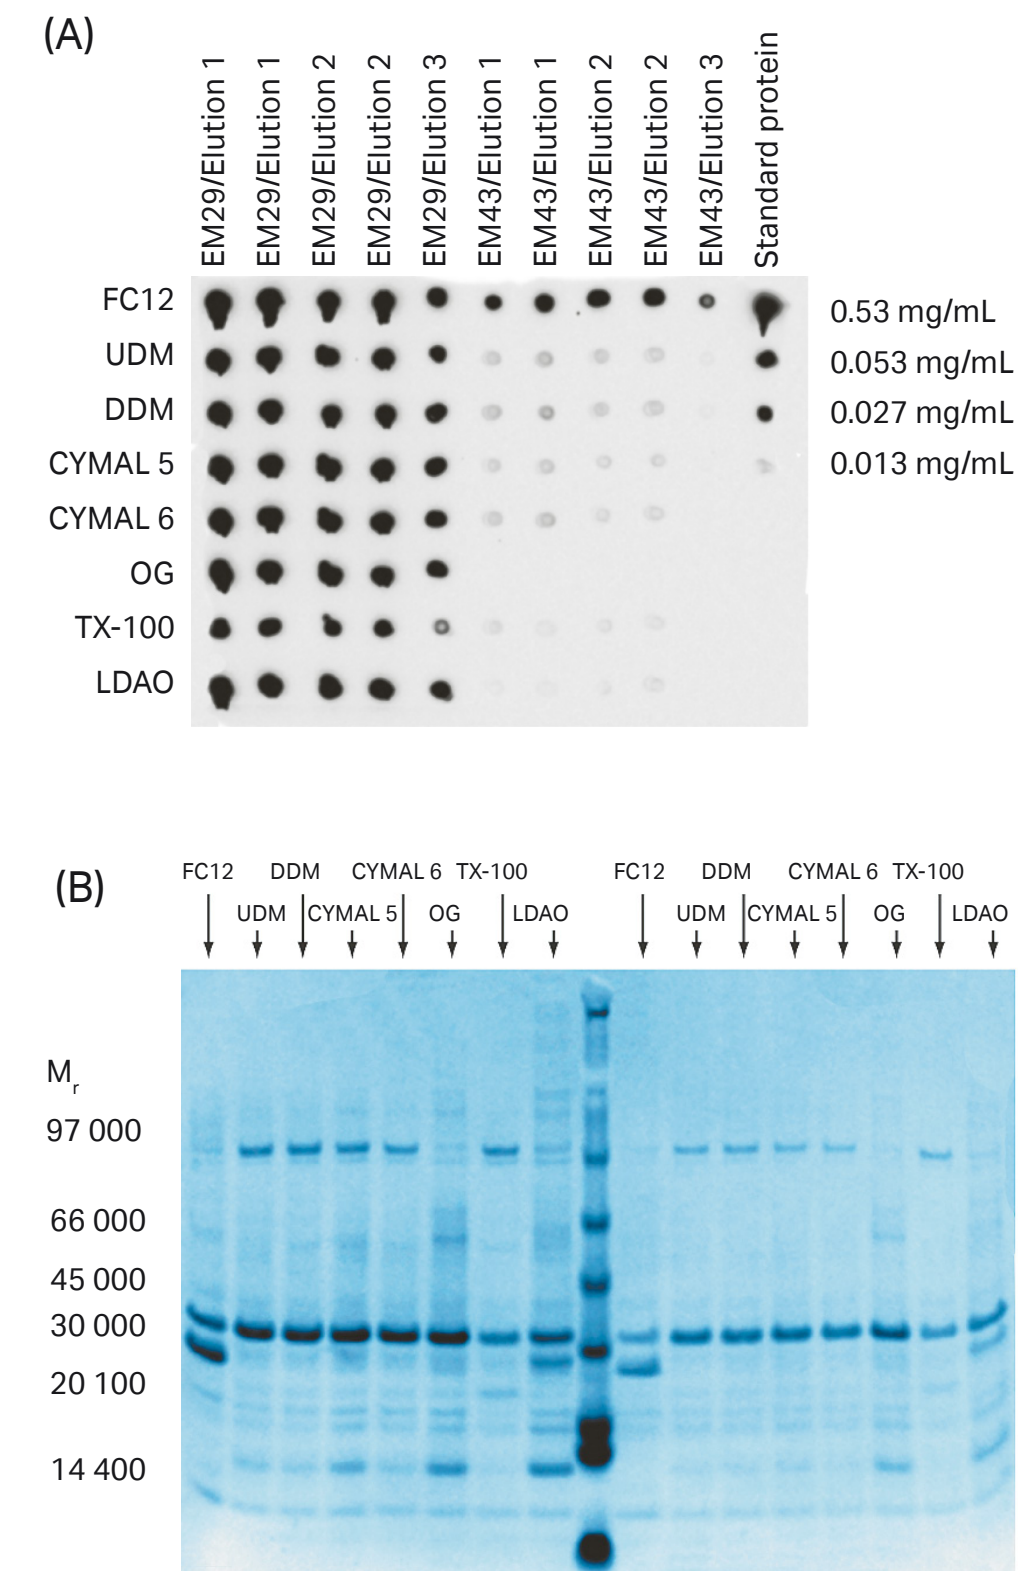 (A)
EM29/Elution 1
EM29/Elution 1
EM29/Elution 2
EM29/Elution 2
EM29/Elution 3
EM43/Elution 1
EM43/Elution 1
EM43/Elution 2
EM43/Elution 2
EM43/Elution 3
Standard protein
FC12 0.53 mg/mL
UDM 0.053 mg/mL
DDM 0.027 mg/mL
CYMAL 5 0.013 mg/mL
CYMAL 6
OG
TX-100
LDAO
(B)
FC12 DDM CYMAL 6 TX-100 FC12 DDM CYMAL 6 TX-100
UDM CYMAL 5 OG LDAO UDM CYMAL 5 OG LDAO
Mr
97 000
66 000
45 000
30 000
20 100
14 400